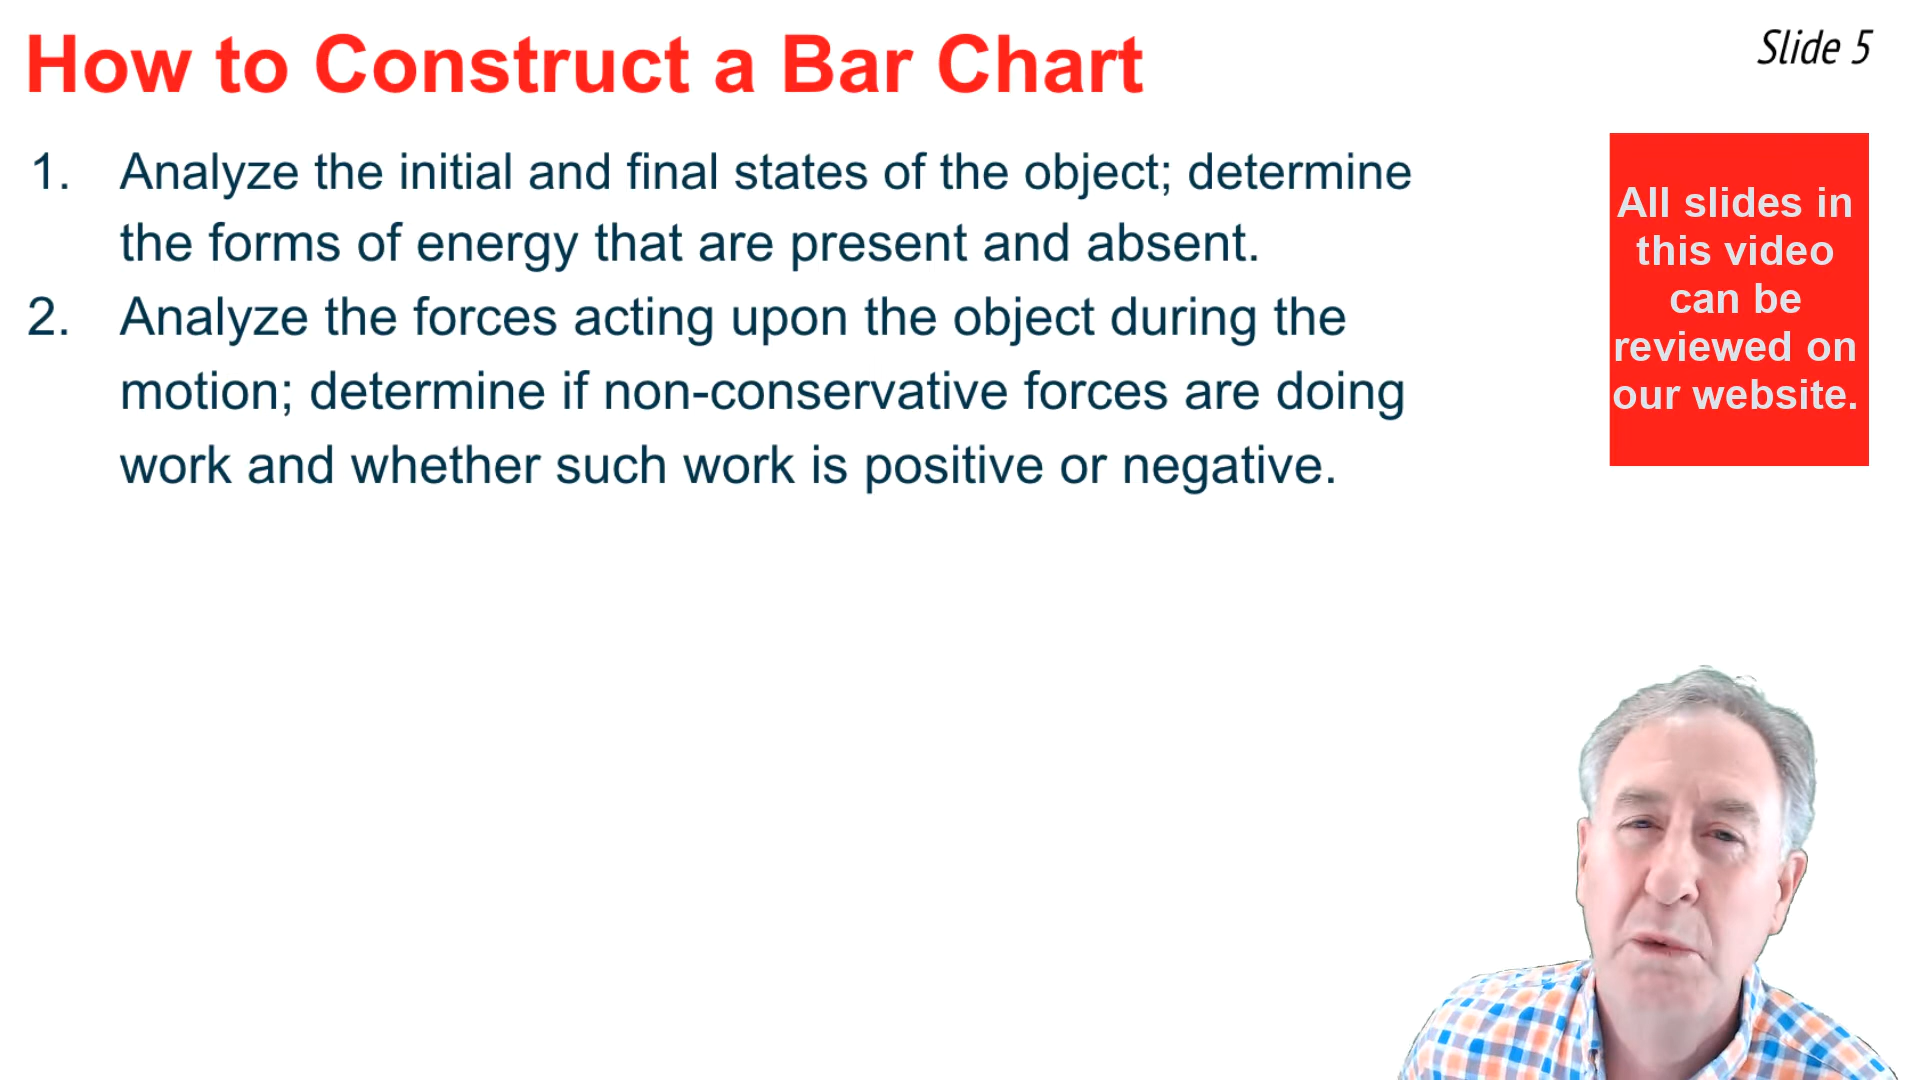 How to Construct a Bar Chart
Slide 5
1. Analyze the initial and final states of the object; determine
the forms of energy that are present and absent.
2. Analyze the forces acting upon the object during the
motion; determine if non-conservative forces are doing
work and whether such work is positive or negative.
All slides in
this video
can be
reviewed on
our website.